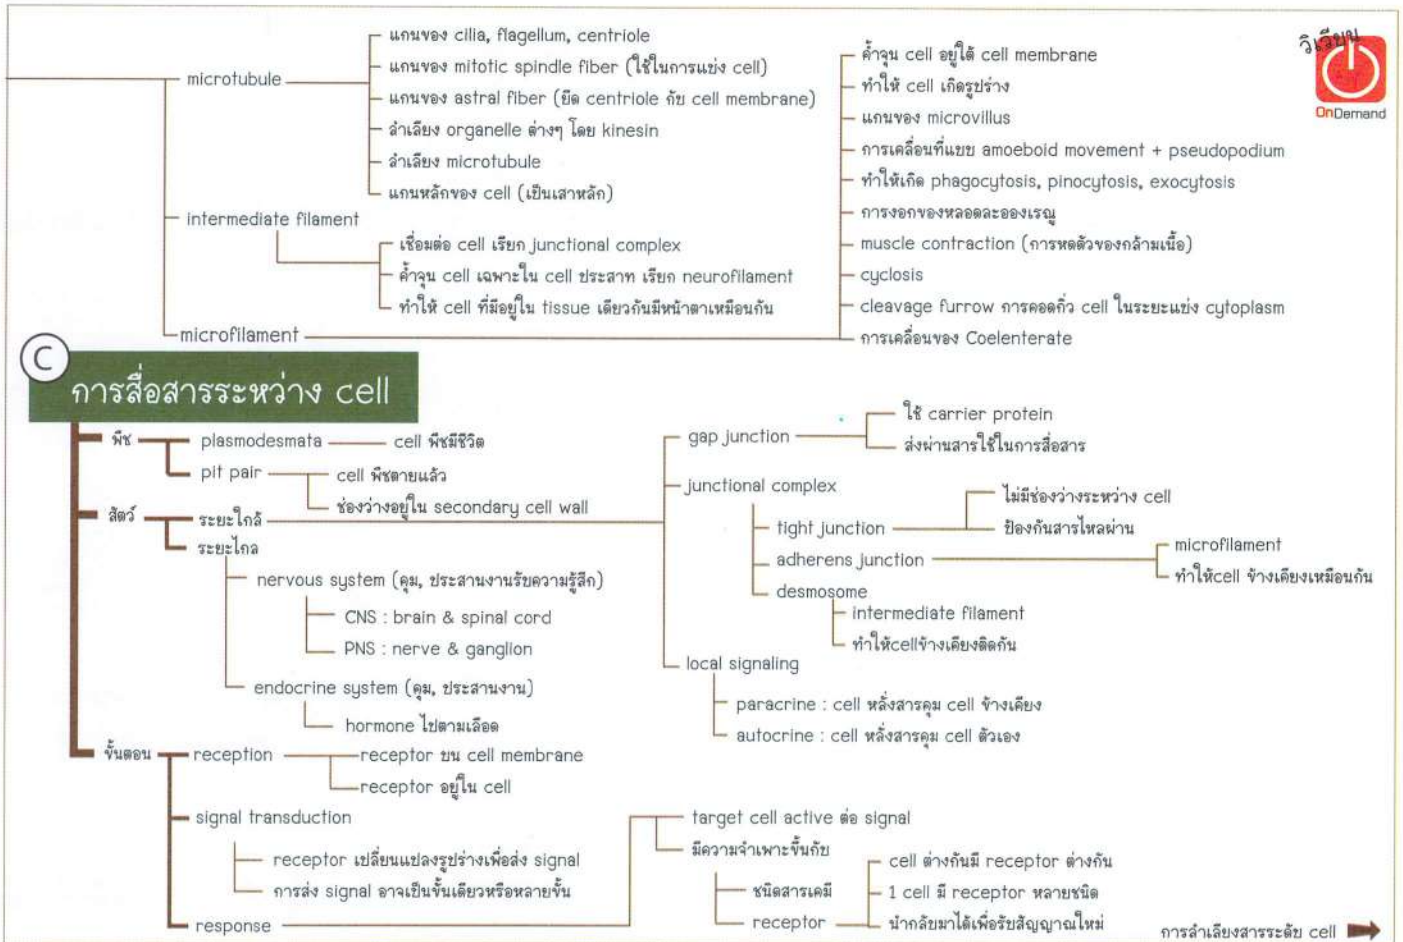 microtubule
แกนของ cilia, flagellum, centriole
แกนของ mitotic spindle fiber (ใช้ในการแบ่ง cell)
แกนของ astral fiber (ยึด centriole กับ cell membrane)
ลำเลียง organelle ต่างๆ โดย kinesin
ลำเลียง microtubule
แกนหลักของ cell (เป็นเสาหลัก)
intermediate filament
เชื่อมต่อ cell เรียก junctional complex
ค้ำจุน cell เฉพาะใน cell ประสาท เรียก neurofilament
ทำให้ cell ที่มีอยู่ใน tissue เดียวกันมีหน้าตาเหมือนกัน
microfilament
ค้ำจุน cell อยู่ใต้ cell membrane
ทำให้ cell เกิดรูปร่าง
แกนของ microvillus
การเคลื่อนที่แบบ amoeboid movement + pseudopodium
ทำให้เกิด phagocytosis, pinocytosis, exocytosis
การงอกของหลอดละอองเรณู
muscle contraction (การหดตัวของกล้ามเนื้อ)
cyclosis
cleavage furrow การคอดกิ่ว cell ในระยะแบ่ง cytoplasm
การเคลื่อนของ Coelenterate
วิเวียน
OnDemand
C
การสื่อสารระหว่าง cell
พืช
plasmodesmata
cell พืชมีชีวิต
pit pair
cell พืชตายแล้ว
ช่องว่างอยู่ใน secondary cell wall
สัตว์
ระยะใกล้
gap junction
ใช้ carrier protein
ส่งผ่านสารใช้ในการสื่อสาร
junctional complex
tight junction
ไม่มีช่องว่างระหว่าง cell
ป้องกันสารไหลผ่าน
adherens junction
microfilament
ทำให้cell ข้างเคียงเหมือนกัน
desmosome
intermediate filament
ทำให้cellข้างเคียงติดกัน
local signaling
paracrine : cell หลั่งสารคุม cell ข้างเคียง
autocrine : cell หลั่งสารคุม cell ตัวเอง
ระยะไกล
nervous system (คุม, ประสานงานรับความรู้สึก)
CNS : brain & spinal cord
PNS : nerve & ganglion
endocrine system (คุม, ประสานงาน)
hormone ไปตามเลือด
ขั้นตอน
reception
receptor บน cell membrane
receptor อยู่ใน cell
signal transduction
receptor เปลี่ยนแปลงรูปร่างเพื่อส่ง signal
การส่ง signal อาจเป็นขั้นเดียวหรือหลายขั้น
response
target cell active ต่อ signal
มีความจำเพาะขึ้นกับ
ชนิดสารเคมี
receptor
cell ต่างกันมี receptor ต่างกัน
1 cell มี receptor หลายชนิด
นำกลับมาได้เพื่อรับสัญญาณใหม่
การลำเลียงสารระดับ cell